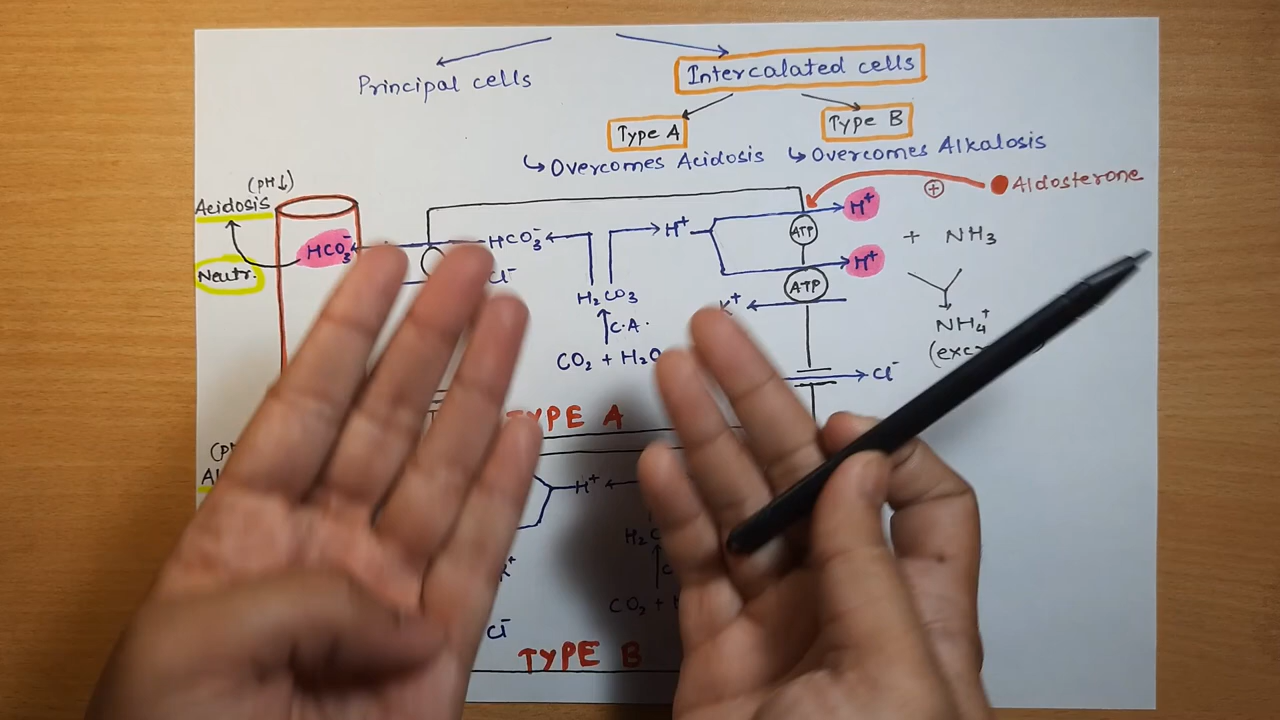 Principal cells
Intercalated cells
Type A
Type B
↳ Overcomes Acidosis
↳ Overcomes Alkalosis
(pH↓)
Acidosis
Aldosterone
+
HCO3-
Neutr.
HCO3-
Cl-
H+
H+
H+
ATP
ATP
+ NH3
K+
H2CO3
C.A.
CO2 + H2O
NH4+
Cl-
TYPE A
H+
Cl-
TYPE B